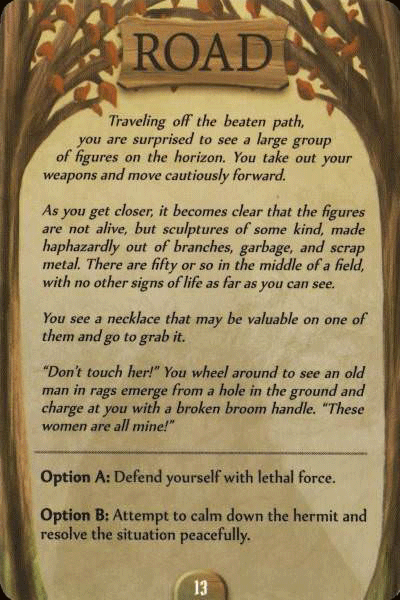 ROAD
Traveling off the beaten path,
you are surprised to see a large group
of figures on the horizon. You take out your
weapons and move cautiously forward.
As you get closer, it becomes clear that the figures
are not alive, but sculptures of some kind, made
haphazardly out of branches, garbage, and scrap
metal. There are fifty or so in the middle of a field,
with no other signs of life as far as you can see.
You see a necklace that may be valuable on one of
them and go to grab it.
“Don’t touch her!” You wheel around to see an old
man in rags emerge from a hole in the ground and
charge at you with a broken broom handle. “These
women are all mine!”
Option A: Defend yourself with lethal force.
Option B: Attempt to calm down the hermit and
resolve the situation peacefully.
13